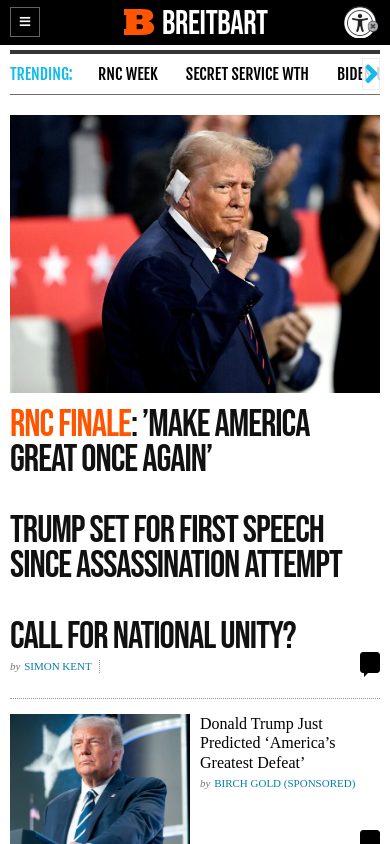 BREITBART
TRENDING: RNC WEEK SECRET SERVICE WTH BIDE
RNC FINALE: ’MAKE AMERICA
GREAT ONCE AGAIN’
TRUMP SET FOR FIRST SPEECH
SINCE ASSASSINATION ATTEMPT
CALL FOR NATIONAL UNITY?
by SIMON KENT
Donald Trump Just
Predicted ‘America’s
Greatest Defeat’
by BIRCH GOLD (SPONSORED)